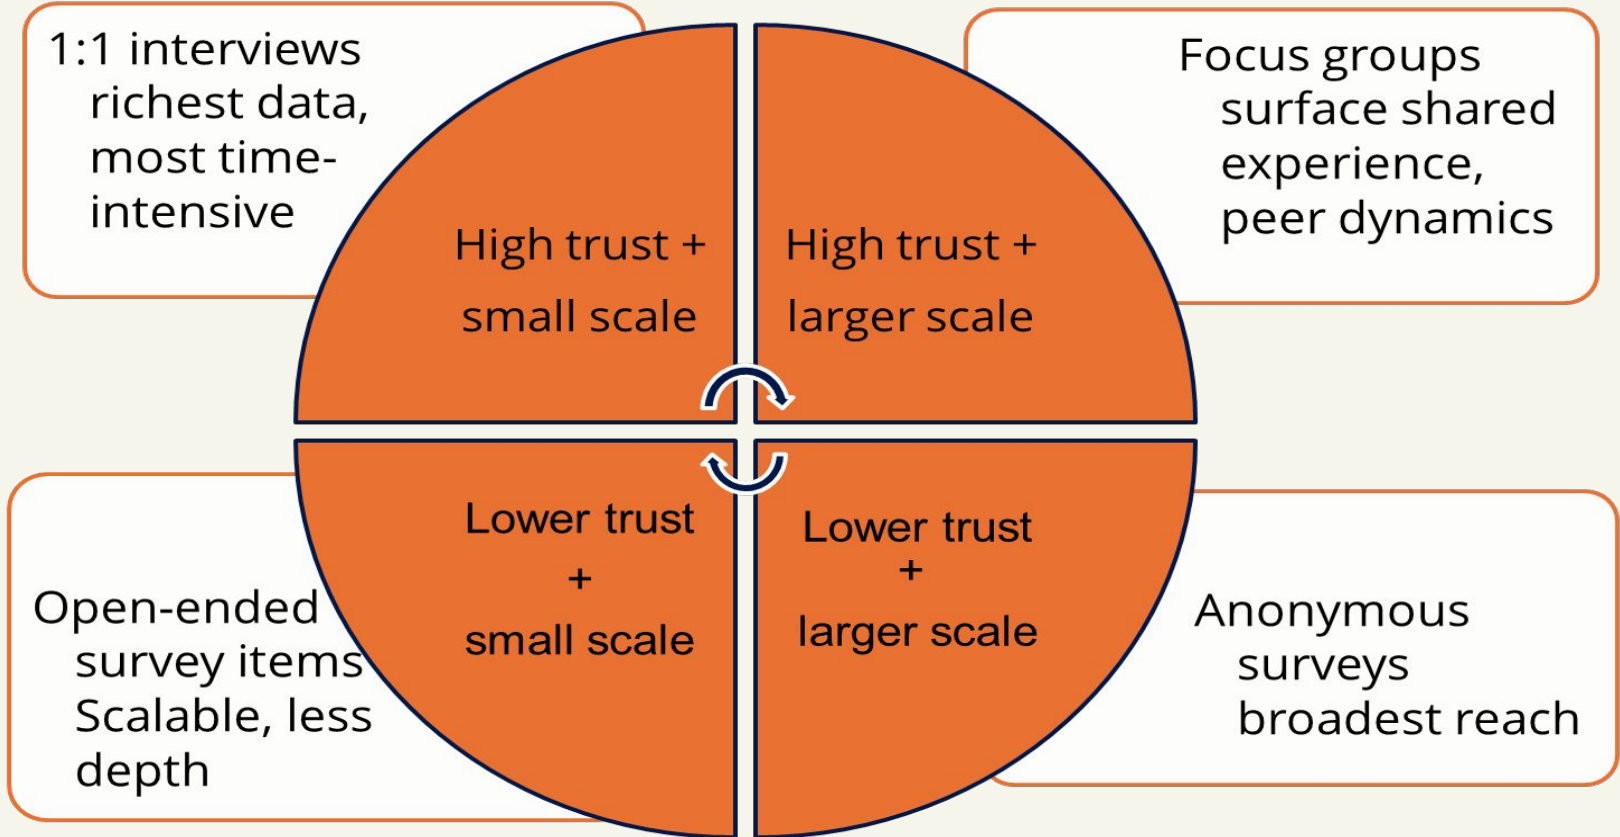 1:1 interviews
richest data,
most time-
intensive
High trust +
small scale
High trust +
larger scale
Focus groups
surface shared
experience,
peer dynamics
Open-ended
survey items
Scalable, less
depth
Lower trust
+
small scale
Lower trust
+
larger scale
Anonymous
surveys
broadest reach